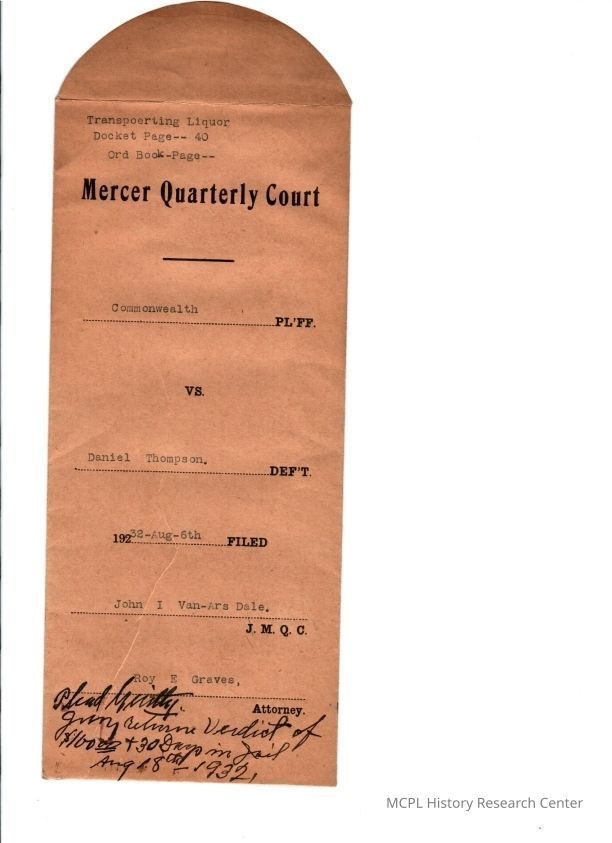 Transpoerting Liquor
Docket Page-- 40
Ord Book-Page--
Mercer Quarterly Court
Commonwealth
PL'FF.
VS.
Daniel Thompson.
DEF'T.
19232-Aug-6th FILED
John I Van-Ars Dale.
J. M. Q. C.
Roy E Graves,
Attorney.
Plead Guilty.
Jury returne Verdict of
$100.00 + 30 Days in Jail
Aug 18th - 1932,
MCPL History Research Center